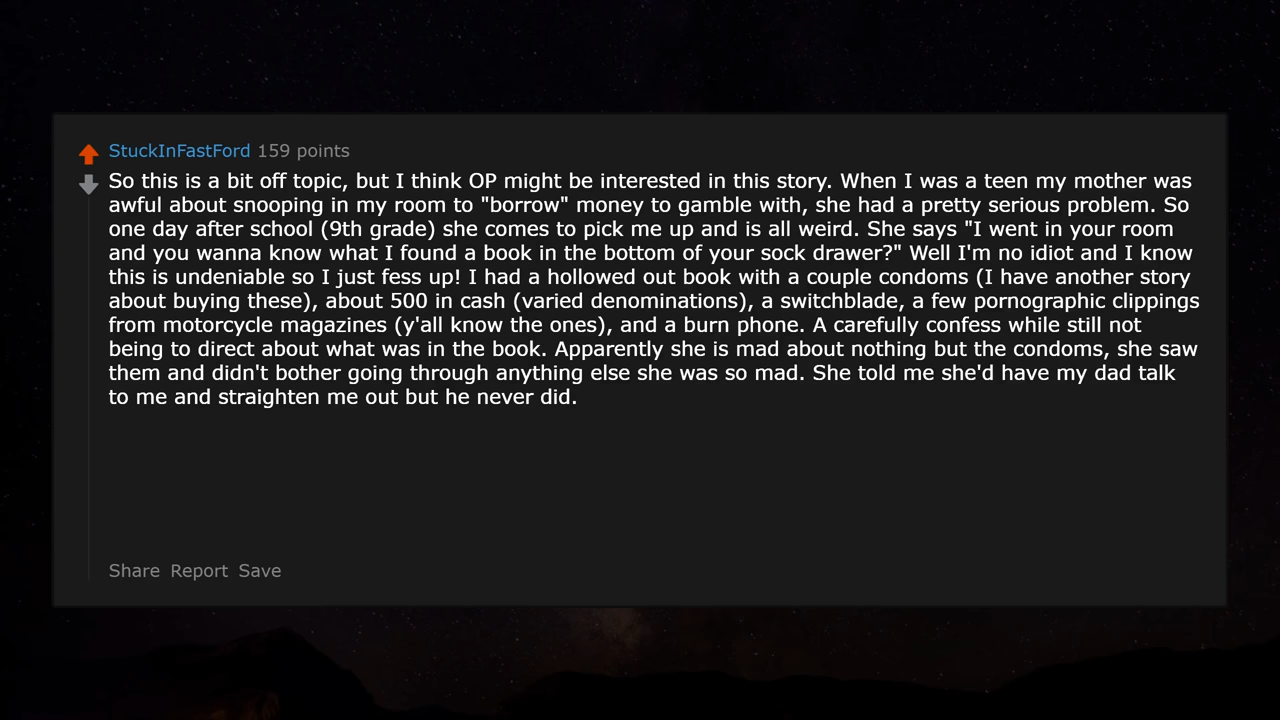 StuckInFastFord 159 points
So this is a bit off topic, but I think OP might be interested in this story. When I was a teen my mother was
awful about snooping in my room to "borrow" money to gamble with, she had a pretty serious problem. So
one day after school (9th grade) she comes to pick me up and is all weird. She says "I went in your room
and you wanna know what I found a book in the bottom of your sock drawer?" Well I'm no idiot and I know
this is undeniable so I just fess up! I had a hollowed out book with a couple condoms (I have another story
about buying these), about 500 in cash (varied denominations), a switchblade, a few pornographic clippings
from motorcycle magazines (y'all know the ones), and a burn phone. A carefully confess while still not
being to direct about what was in the book. Apparently she is mad about nothing but the condoms, she saw
them and didn't bother going through anything else she was so mad. She told me she'd have my dad talk
to me and straighten me out but he never did.
Share Report Save